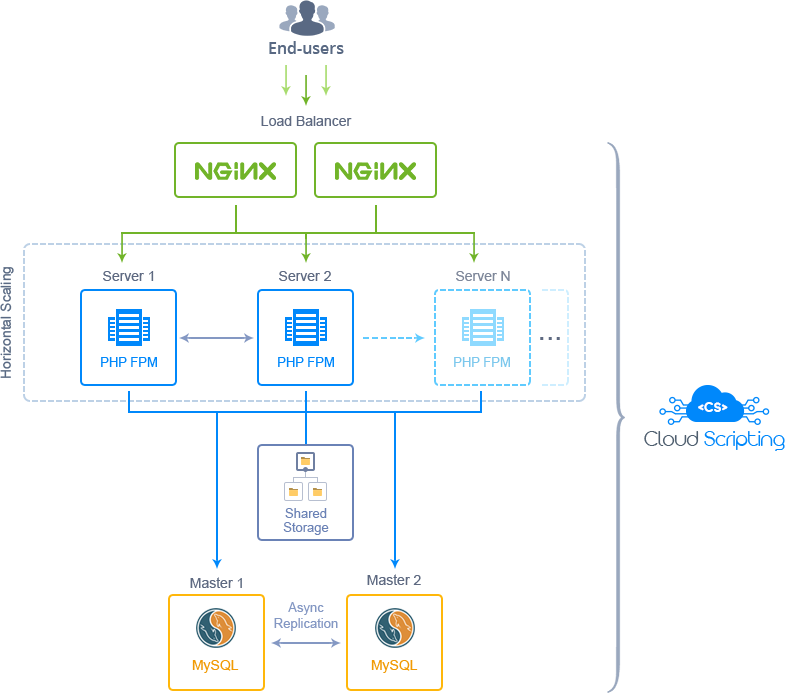 End-users
Load Balancer
NGINX
NGINX
Horizontal Scaling
Server 1
Server 2
Server N
PHP FPM
PHP FPM
PHP FPM
...
<CS>
Cloud Scripting
Shared
Storage
Master 1
Master 2
Async
Replication
MySQL
MySQL